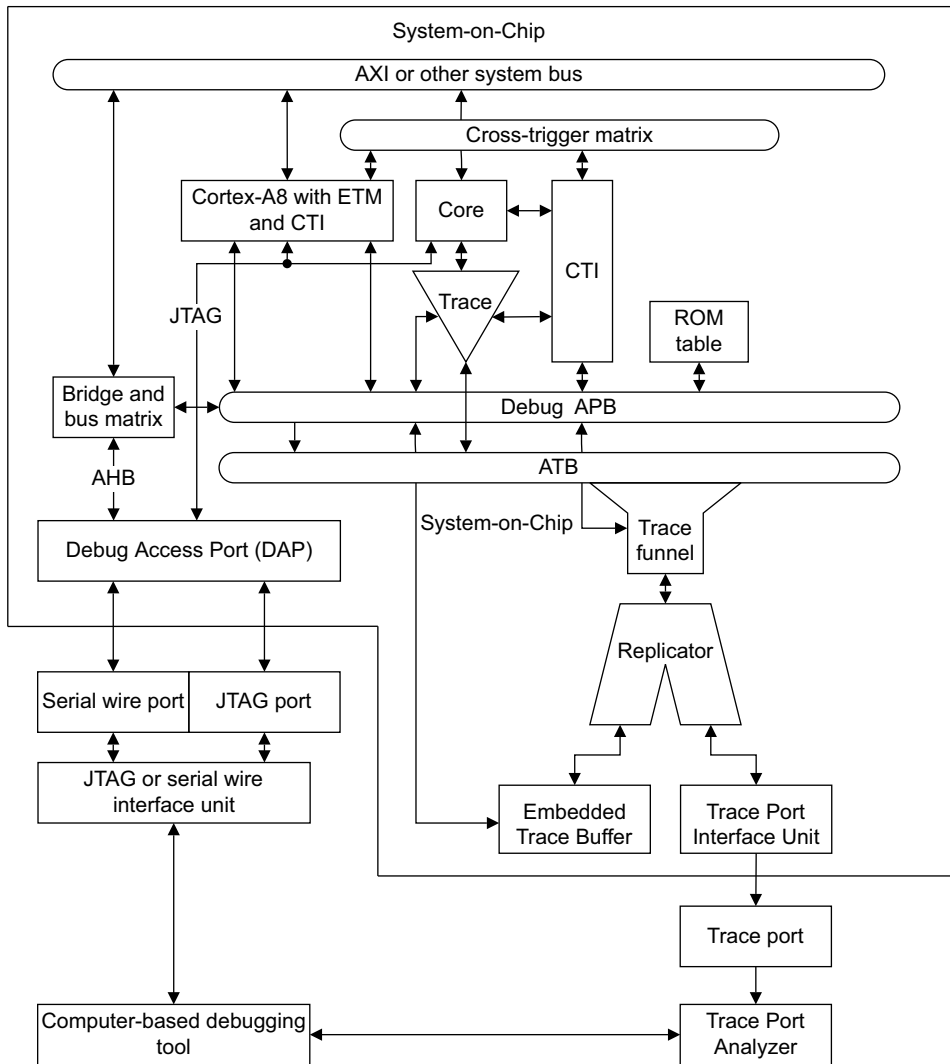 System-on-Chip
AXI or other system bus
Cross-trigger matrix
Cortex-A8 with ETM
and CTI
Core
CTI
Trace
JTAG
ROM
table
Bridge and
bus matrix
Debug APB
AHB
ATB
System-on-Chip
Trace
funnel
Debug Access Port (DAP)
Replicator
Serial wire port
JTAG port
JTAG or serial wire
interface unit
Embedded
Trace Buffer
Trace Port
Interface Unit
Trace port
Computer-based debugging
tool
Trace Port
Analyzer